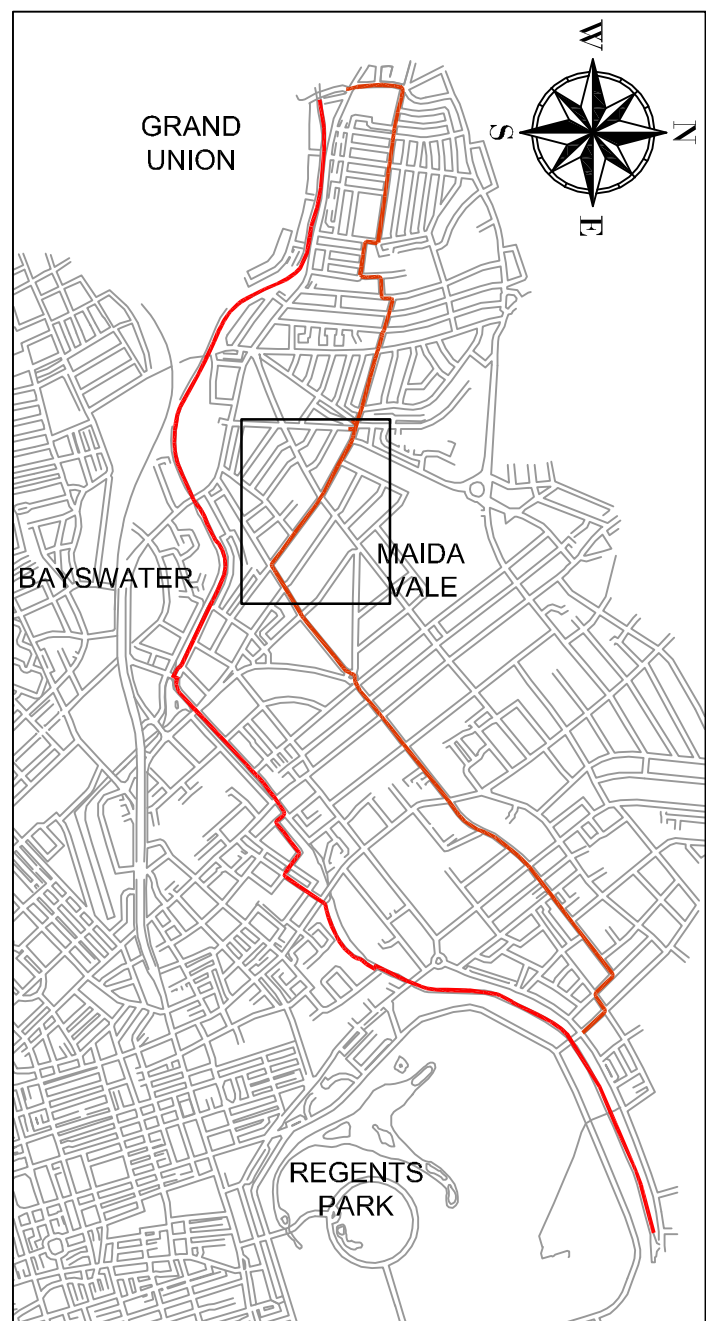 W
N
S
E
GRAND
UNION
MAIDA
VALE
BAYSWATER
REGENTS
PARK